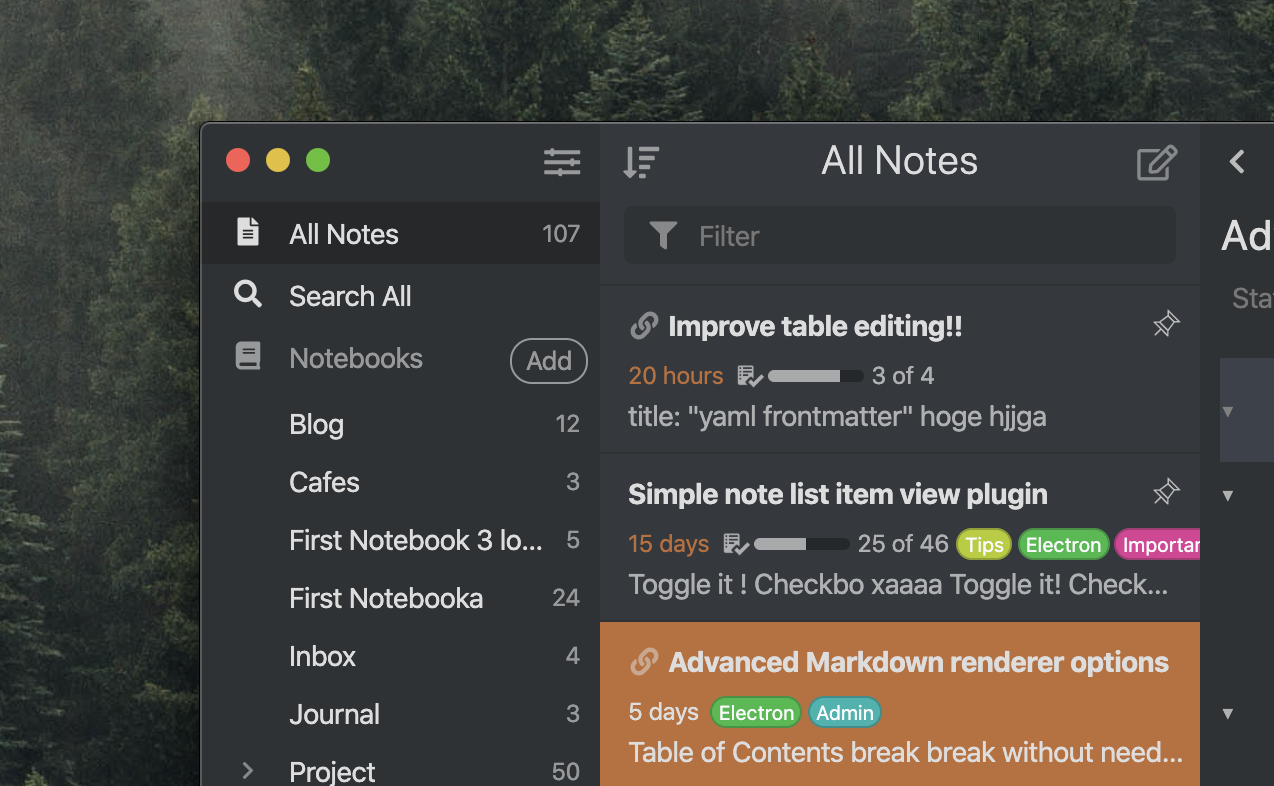 All Notes 107
Search All
Notebooks Add
Blog 12
Cafes 3
First Notebook 3 lo... 5
First Notebooka 24
Inbox 4
Journal 3
Project 50
All Notes
Filter
Improve table editing!!
20 hours 3 of 4
title: "yaml frontmatter" hoge hjjga
Simple note list item view plugin
15 days 25 of 46 Tips Electron Importan
Toggle it ! Checkbo xaaaa Toggle it! Check...
Advanced Markdown renderer options
5 days Electron Admin
Table of Contents break break without need...
Ad
Sta